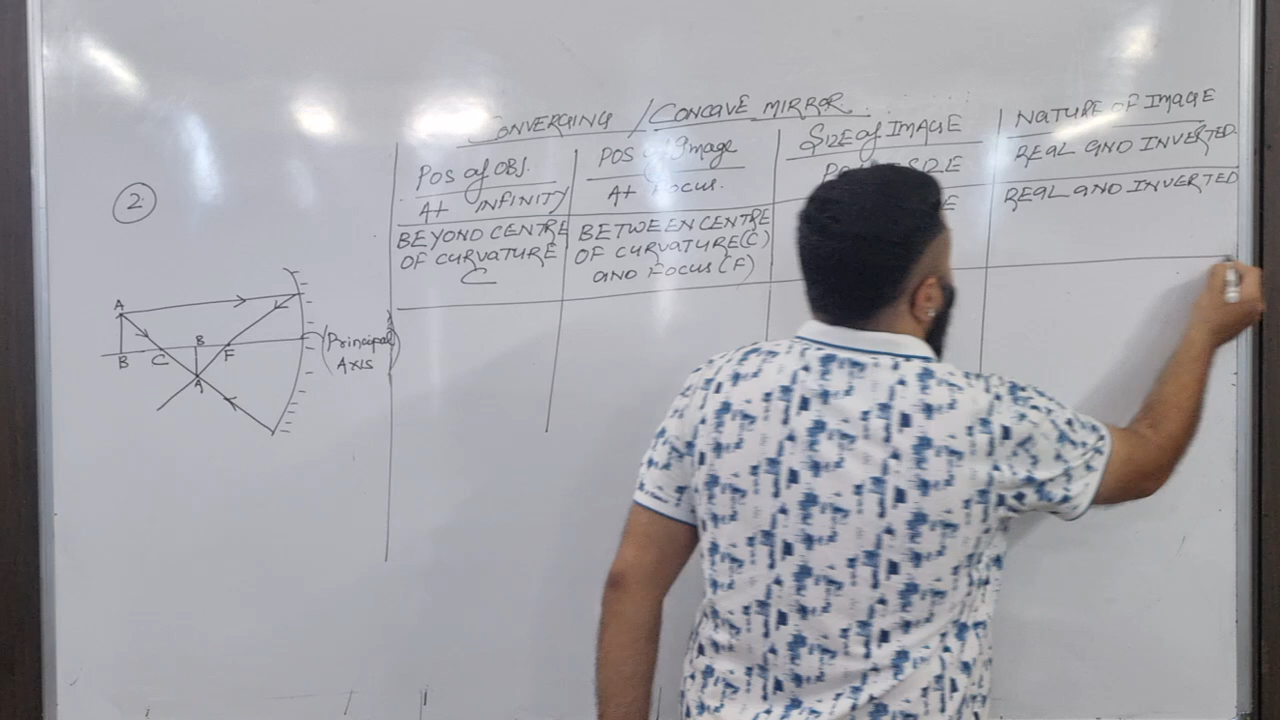 CONVERGING / CONCAVE MIRROR
POS of OBJ.
POS of Image
SIZE of IMAGE
NATURE OF IMAGE
At INFINITY
At FOCUS.
SIZE
REAL AND INVERTED
BEYOND CENTRE
OF CURVATURE
C
BETWEEN CENTRE
OF CURVATURE (C)
AND FOCUS (F)
REAL AND INVERTED
2
A
B
C
B
A
F
(Principal
Axis)